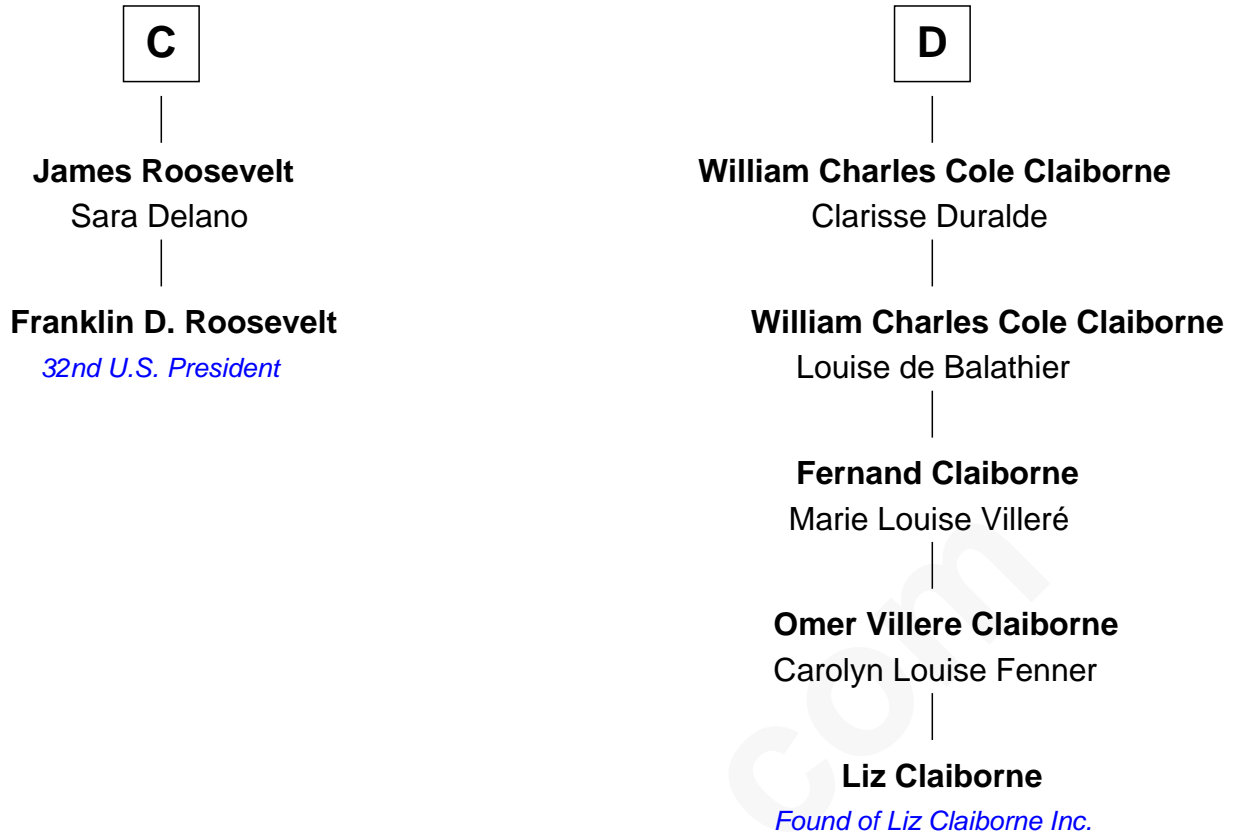 C
James Roosevelt
Sara Delano
Franklin D. Roosevelt
32nd U.S. President
D
William Charles Cole Claiborne
Clarisse Duralde
William Charles Cole Claiborne
Louise de Balathier
Fernand Claiborne
Marie Louise Villeré
Omer Villere Claiborne
Carolyn Louise Fenner
Liz Claiborne
Found of Liz Claiborne Inc.
com